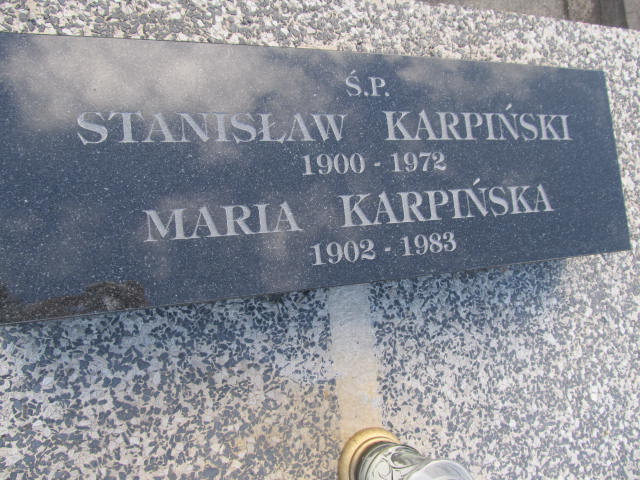 Ś.P.
STANISŁAW KARPIŃSKI
1900 - 1972
MARIA KARPIŃSKA
1902 - 1983